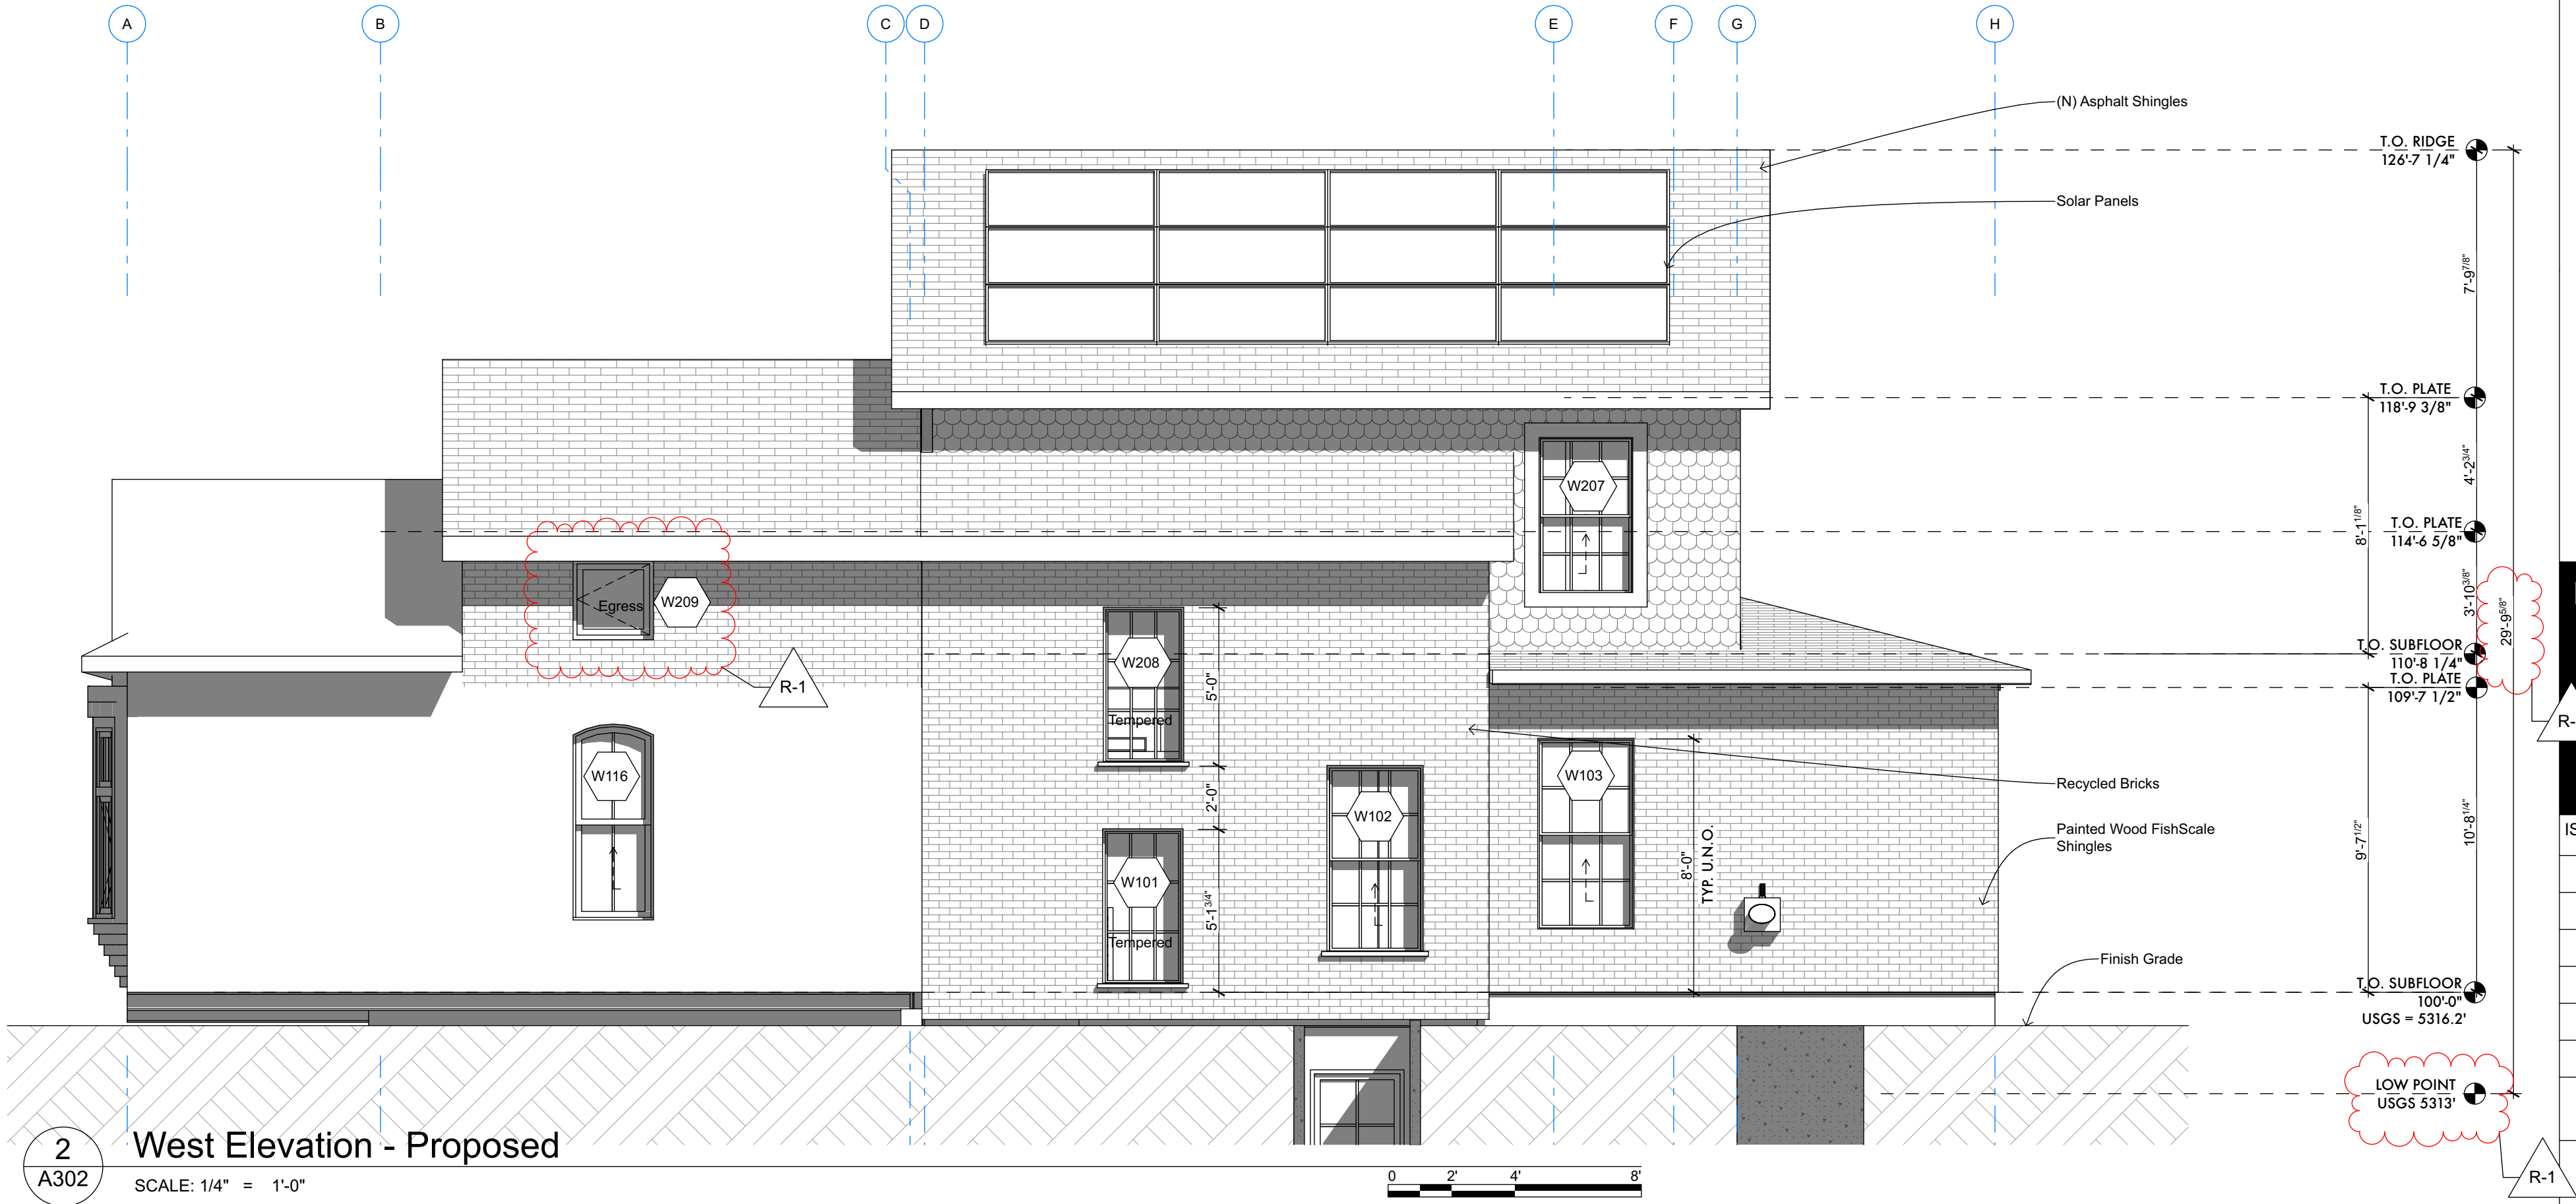 A
B
C
D
E
F
G
H
(N) Asphalt Shingles
T.O. RIDGE
126'-7 1/4"
Solar Panels
7'-9 7/8"
T.O. PLATE
118'-9 3/8"
4'-2 3/4"
W207
8'-1 1/8"
T.O. PLATE
114'-6 5/8"
3'-10 3/8"
29'-9 5/8"
Egress
W209
R-1
W208
Tempered
5'-0"
T.O. SUBFLOOR
110'-8 1/4"
T.O. PLATE
109'-7 1/2"
R-
W116
W103
Recycled Bricks
2'-0"
W102
Painted Wood FishScale
Shingles
IS
8'-0"
TYP. U.N.O.
9'-7 1/2"
10'-8 1/4"
W101
Tempered
5'-1 3/4"
Finish Grade
T.O. SUBFLOOR
100'-0"
USGS = 5316.2'
LOW POINT
USGS 5313'
R-1
2
A302
West Elevation - Proposed
SCALE: 1/4" = 1'-0"
0 2' 4' 8'